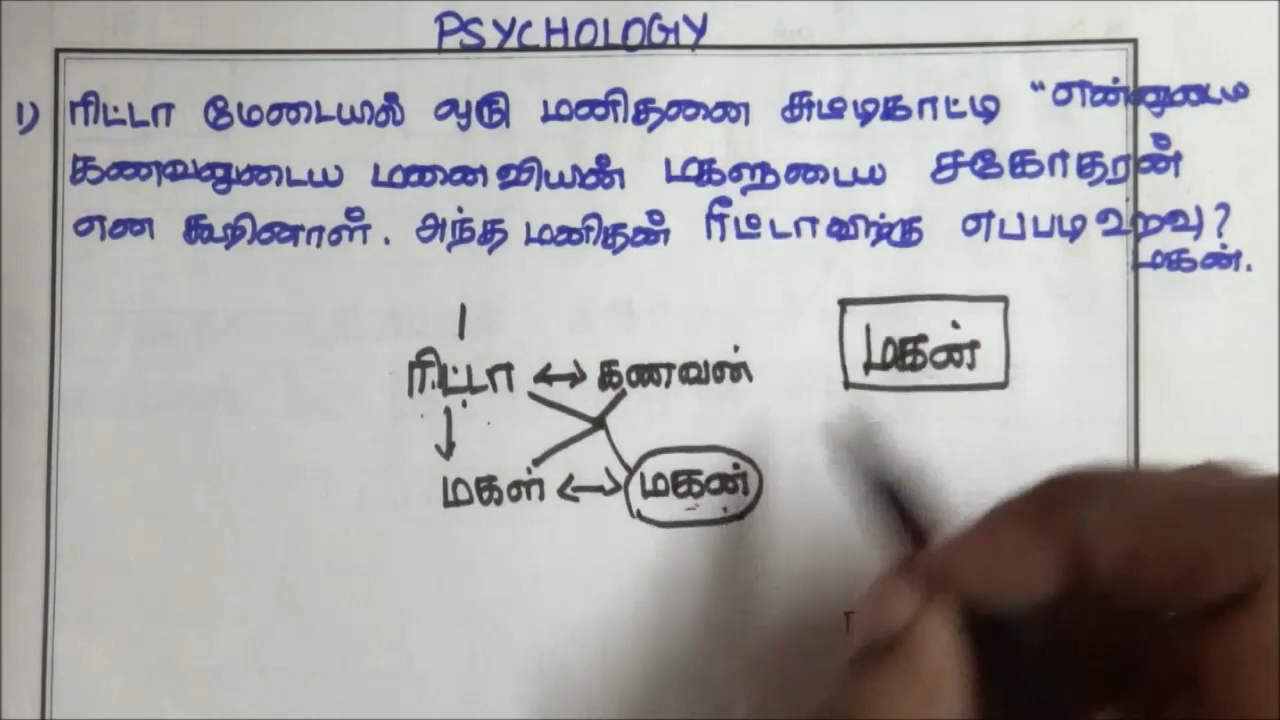 PSYCHOLOGY
1) ரிட்டா மேடையில் ஒரு மனிதனை சுட்டிகாட்டி "என்னுடைய
கணவனுடைய மனைவியின் மகளுடைய சகோதரன்
என கூறினாள். அந்த மனிதன் ரீட்டாவிற்கு எப்படி உறவு?
மகன்.
ரிட்டா ↔ கணவன்
மகன்
↓
மகள் ↔ மகன்